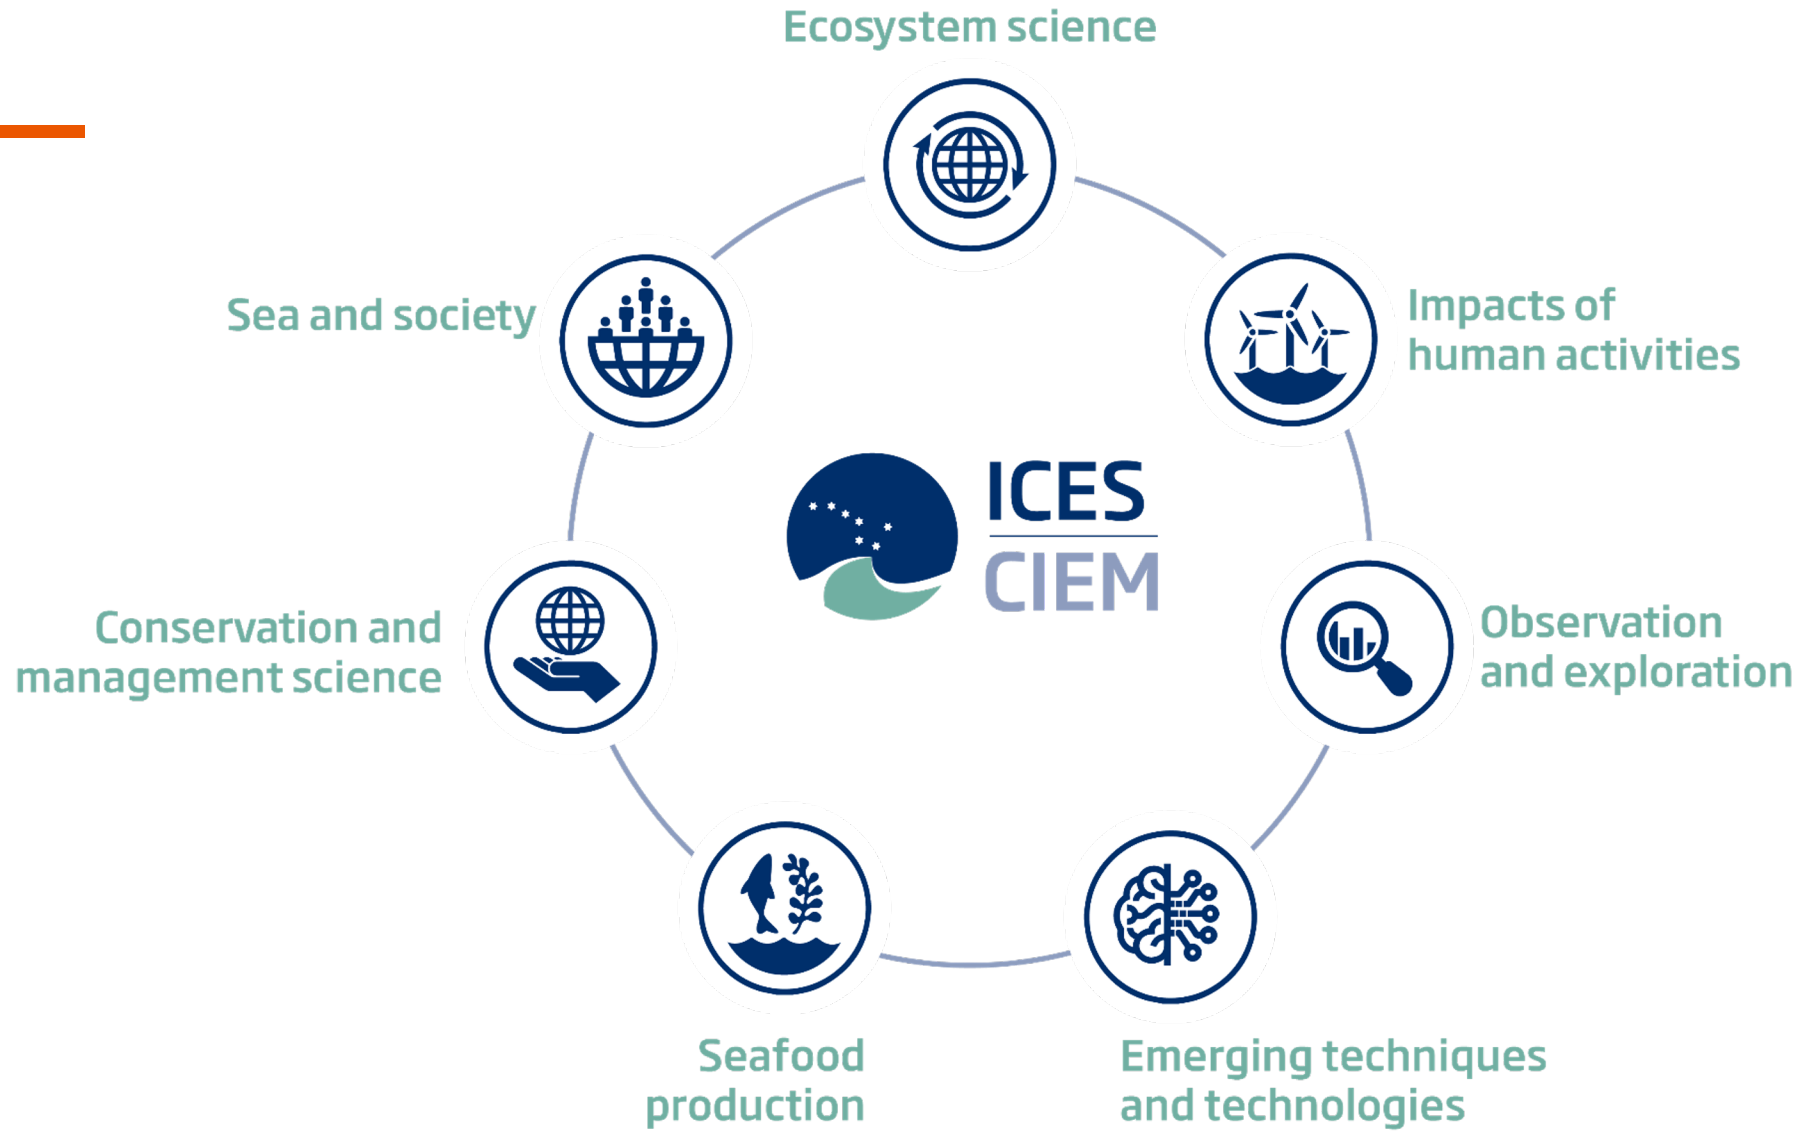 Ecosystem science
Sea and society
Impacts of
human activities
ICES
CIEM
Conservation and
management science
Observation
and exploration
Seafood
production
Emerging techniques
and technologies